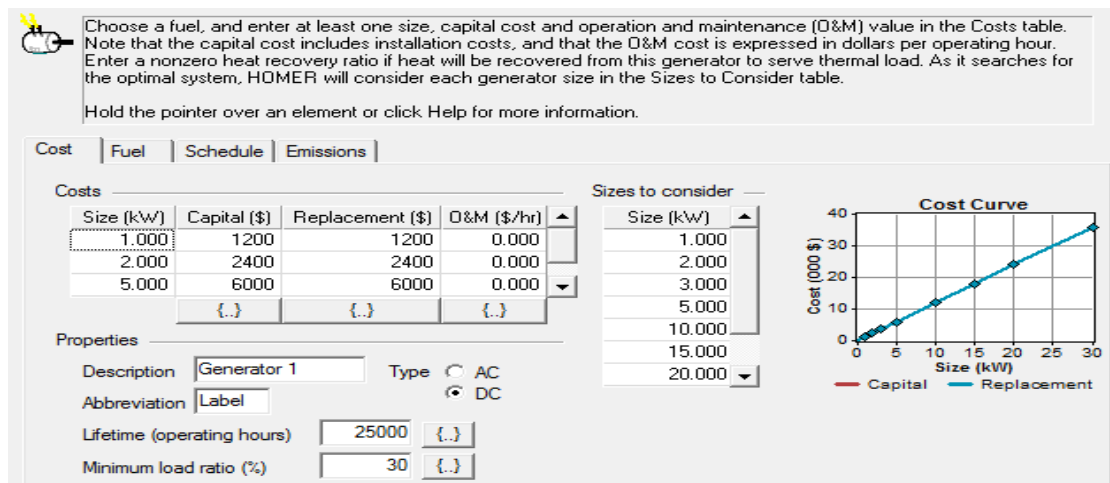 Choose a fuel, and enter at least one size, capital cost and operation and maintenance (O&M) value in the Costs table.
Note that the capital cost includes installation costs, and that the O&M cost is expressed in dollars per operating hour.
Enter a nonzero heat recovery ratio if heat will be recovered from this generator to serve thermal load. As it searches for
the optimal system, HOMER will consider each generator size in the Sizes to Consider table.
Hold the pointer over an element or click Help for more information.
Cost Fuel Schedule Emissions
Costs
Size (kW) Capital ($) Replacement ($) O&M ($/hr)
1.000 1200 1200 0.000
2.000 2400 2400 0.000
5.000 6000 6000 0.000
{..} {..} {..}
Sizes to consider
Size (kW)
1.000
2.000
3.000
5.000
10.000
15.000
20.000
Cost Curve
Cost (000 $)
40
30
20
10
0
0 5 10 15 20 25 30
Size (kW)
Capital Replacement
Properties
Description Generator 1 Type AC
DC
Abbreviation Label
Lifetime (operating hours) 25000 {..}
Minimum load ratio (%) 30 {..}